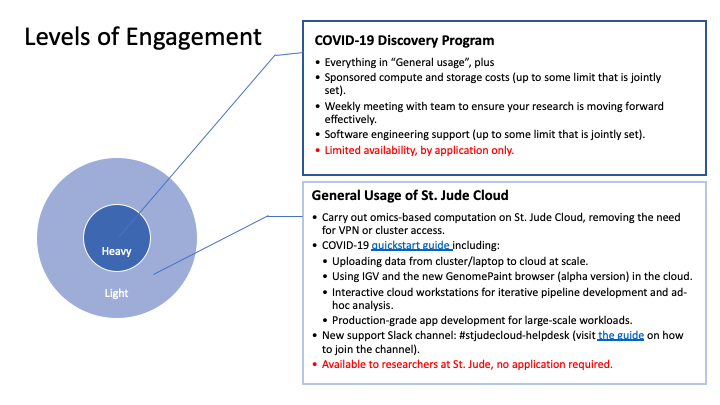 Levels of Engagement
COVID-19 Discovery Program
• Everything in “General usage”, plus
• Sponsored compute and storage costs (up to some limit that is jointly
set).
• Weekly meeting with team to ensure your research is moving forward
effectively.
• Software engineering support (up to some limit that is jointly set).
• Limited availability, by application only.
Heavy
Light
General Usage of St. Jude Cloud
• Carry out omics-based computation on St. Jude Cloud, removing the need
for VPN or cluster access.
• COVID-19 quickstart guide including:
• Uploading data from cluster/laptop to cloud at scale.
• Using IGV and the new GenomePaint browser (alpha version) in the cloud.
• Interactive cloud workstations for iterative pipeline development and ad-
hoc analysis.
• Production-grade app development for large-scale workloads.
• New support Slack channel: #stjudecloud-helpdesk (visit the guide on how
to join the channel).
• Available to researchers at St. Jude, no application required.